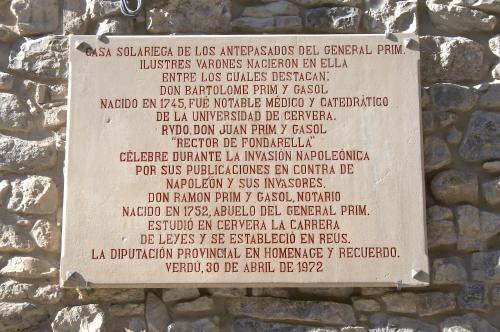 CASA SOLARIEGA DE LOS ANTEPASADOS DEL GENERAL PRIM.
ILUSTRES VARONES NACIERON EN ELLA
ENTRE LOS CUALES DESTACAN:
DON BARTOLOME PRIM Y GASOL
NACIDO EN 1745, FUÉ NOTABLE MÉDICO Y CATEDRÁTICO
DE LA UNIVERSIDAD DE CERVERA.
RVDO. DON JUAN PRIM Y GASOL
"RECTOR DE FONDARELLA"
CÉLEBRE DURANTE LA INVASIÓN NAPOLEÓNICA
POR SUS PUBLICACIONES EN CONTRA DE
NAPOLEÓN Y SUS INVASORES.
DON RAMON PRIM Y GASOL, NOTARIO
NACIDO EN 1752, ABUELO DEL GENERAL PRIM.
ESTUDIÓ EN CERVERA LA CARRERA
DE LEYES Y SE ESTABLECIÓ EN REUS.
LA DIPUTACIÓN PROVINCIAL EN HOMENAGE Y RECUERDO.
VERDÚ, 30 DE ABRIL DE 1972